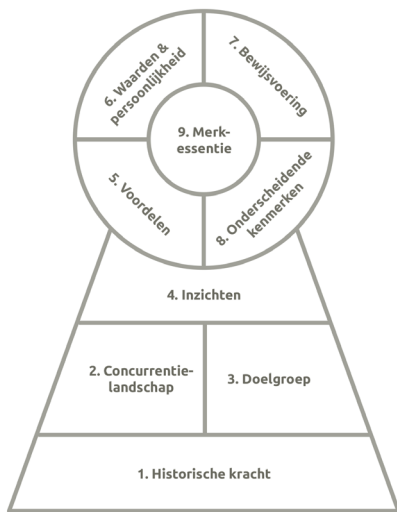 6. Waarden &
persoonlijkheid
7. Bewijsvoering
9. Merk-
essentie
5. Voordelen
8. Onderscheidende
kenmerken
4. Inzichten
2. Concurrentie-
landschap
3. Doelgroep
1. Historische kracht